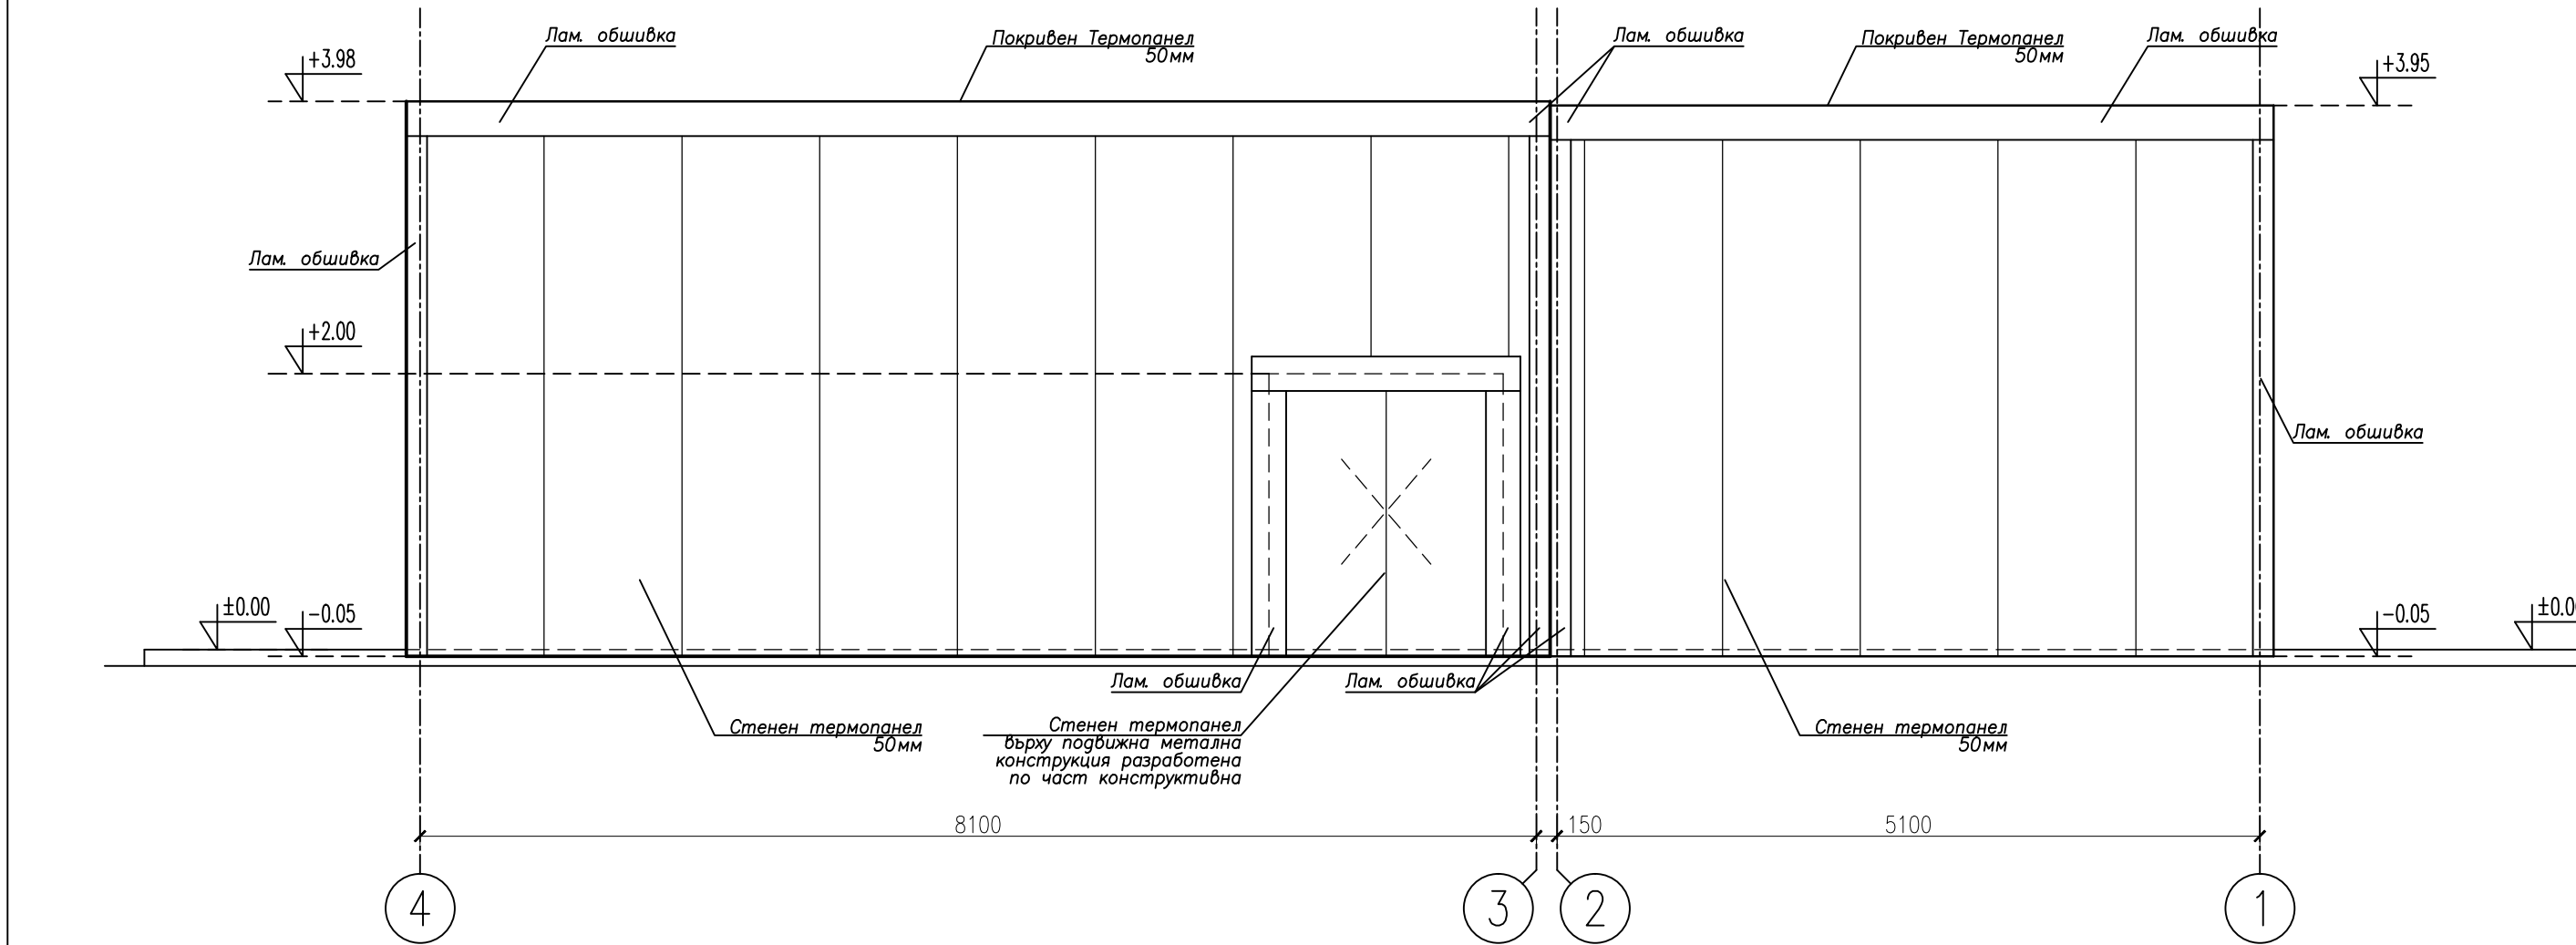 Лам. обшивка
Покривен Термопанел
50мм
Лам. обшивка
Покривен Термопанел
50мм
Лам. обшивка
+3.98
+3.95
Лам. обшивка
+2.00
Лам. обшивка
±0.00
-0.05
-0.05
±0.0
Лам. обшивка
Лам. обшивка
Стенен термопанел
50мм
Стенен термопанел
върху подвижна метална
конструкция разработена
по част конструктивна
Стенен термопанел
50мм
8100
150
5100
4
3
2
1